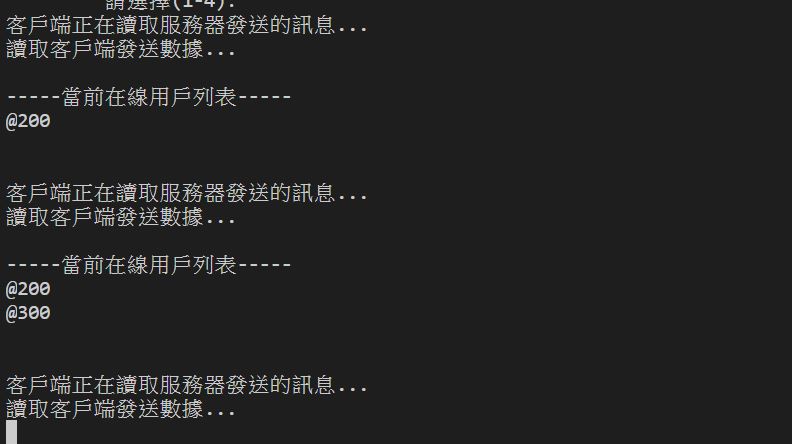 請選擇(1-4):
客戶端正在讀取服務器發送的訊息...
讀取客戶端發送數據...
-----當前在線用戶列表-----
@200
客戶端正在讀取服務器發送的訊息...
讀取客戶端發送數據...
-----當前在線用戶列表-----
@200
@300
客戶端正在讀取服務器發送的訊息...
讀取客戶端發送數據...